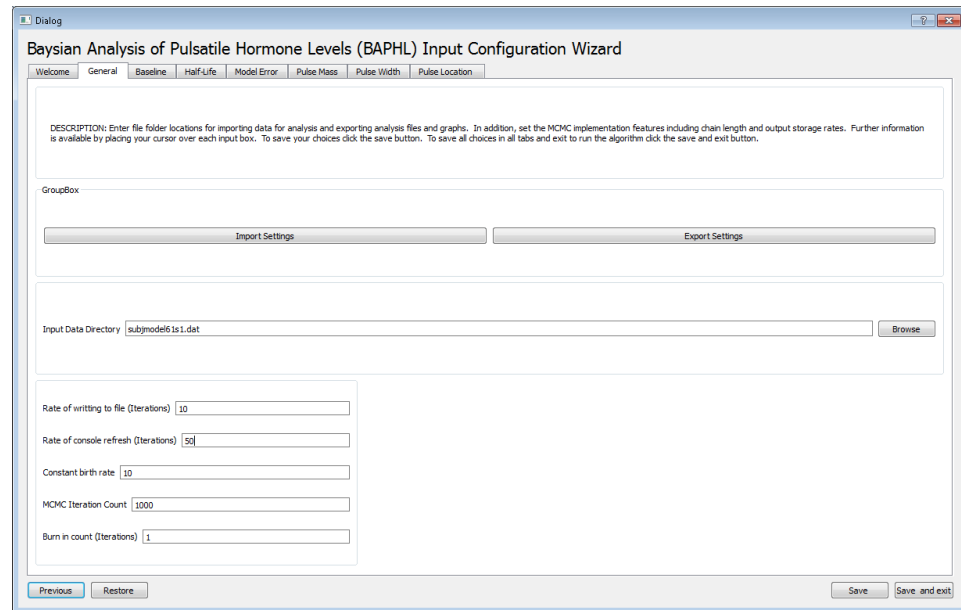 Dialog
Baysian Analysis of Pulsatile Hormone Levels (BAPHL) Input Configuration Wizard
Welcome General Baseline Half-Life Model Error Pulse Mass Pulse Width Pulse Location
DESCRIPTION: Enter file folder locations for importing data for analysis and exporting analysis files and graphs. In addition, set the MCMC implementation features including chain length and output storage rates. Further information
is available by placing your cursor over each input box. To save your choices click the save button. To save all choices in all tabs and exit to run the algorithm click the save and exit button.
GroupBox
Import Settings Export Settings
Input Data Directory subjmodel61s1.dat Browse
Rate of writting to file (Iterations) 10
Rate of console refresh (Iterations) 50
Constant birth rate 10
MCMC Iteration Count 1000
Burn in count (Iterations) 1
Previous Restore Save Save and exit